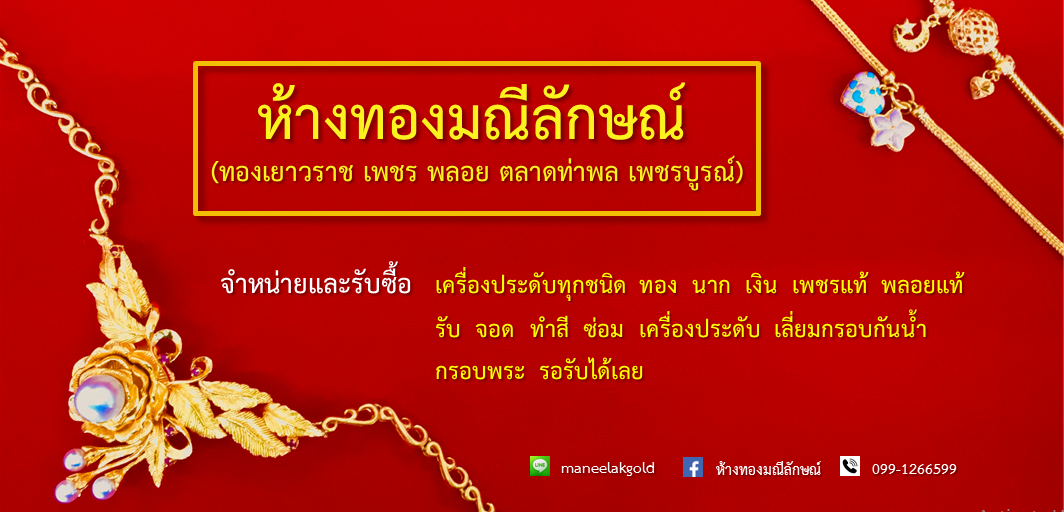 ห้างทองมณีลักษณ์
(ทองเยาวราช เพชร พลอย ตลาดท่าพล เพชรบูรณ์)
จำหน่ายและรับซื้อ เครื่องประดับทุกชนิด ทอง นาก เงิน เพชรแท้ พลอยแท้
รับ จอด ทำสี ซ่อม เครื่องประดับ เลี่ยมกรอบกันน้ำ
กรอบพระ รอรับได้เลย
LINE maneelakgold f ห้างทองมณีลักษณ์ 099-1266599